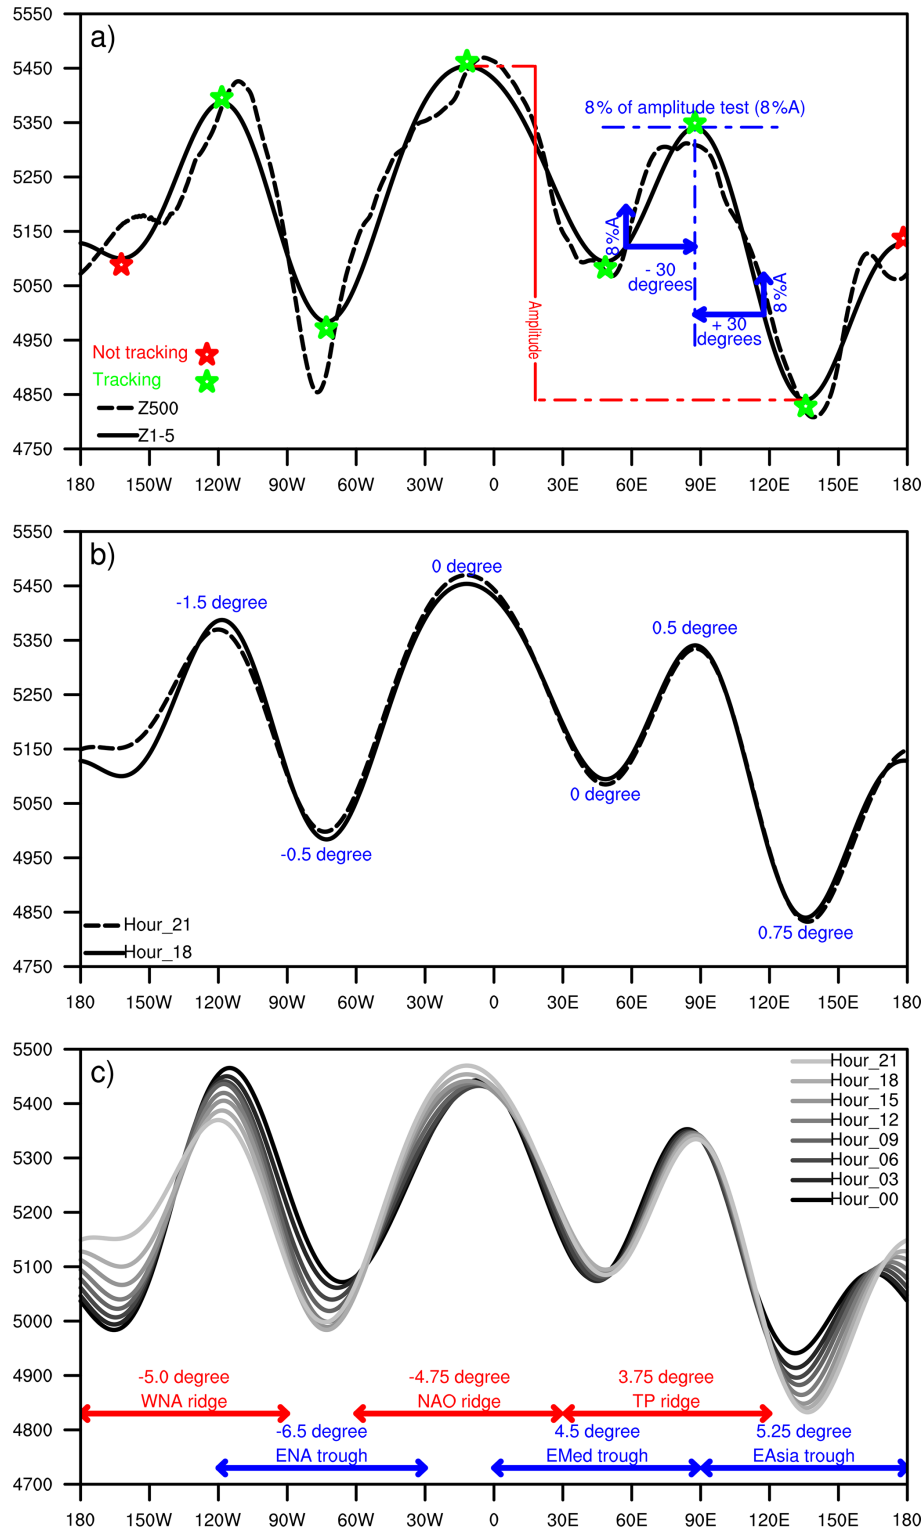 5550
a)
5450
8% of amplitude test (8%A)
5350
5250
8%A
5150
- 30
degrees
8%A
5050
+ 30
degrees
Amplitude
4950
Not tracking
Tracking
4850
Z500
Z1-5
4750
180 150W 120W 90W 60W 30W 0 30E 60E 90E 120E 150E 180
5550
b)
0 degree
5450
-1.5 degree
0.5 degree
5350
5250
5150
0 degree
5050
4950
-0.5 degree
4850
Hour_21
0.75 degree
Hour_18
4750
180 150W 120W 90W 60W 30W 0 30E 60E 90E 120E 150E 180
5500
c)
Hour_21
Hour_18
5400
Hour_15
Hour_12
Hour_09
5300
Hour_06
Hour_03
Hour_00
5200
5100
5000
4900
-5.0 degree -4.75 degree 3.75 degree
WNA ridge NAO ridge TP ridge
4800
-6.5 degree 4.5 degree 5.25 degree
ENA trough EMed trough EAsia trough
4700
180 150W 120W 90W 60W 30W 0 30E 60E 90E 120E 150E 180